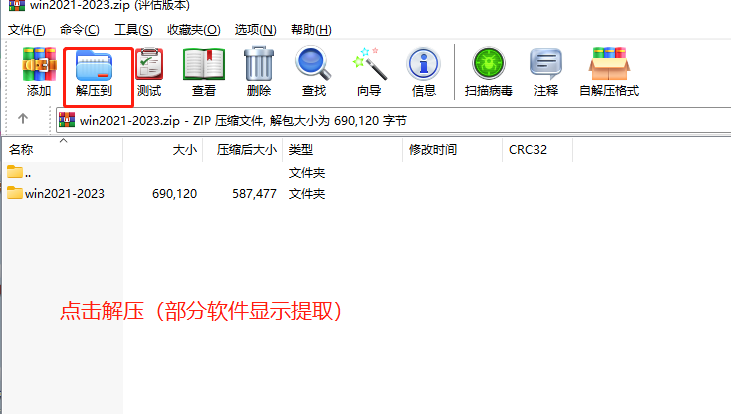 win2021-2023.zip (评估版本)
文件(F) 命令(C) 工具(S) 收藏夹(O) 选项(N) 帮助(H)
添加 解压到 测试 查看 删除 查找 向导 信息 扫描病毒 注释 自解压格式
win2021-2023.zip - ZIP 压缩文件, 解包大小为 690,120 字节
名称 大小 压缩后大小 类型 修改时间 CRC32
.. 文件夹
win2021-2023 690,120 587,477 文件夹
点击解压（部分软件显示提取）